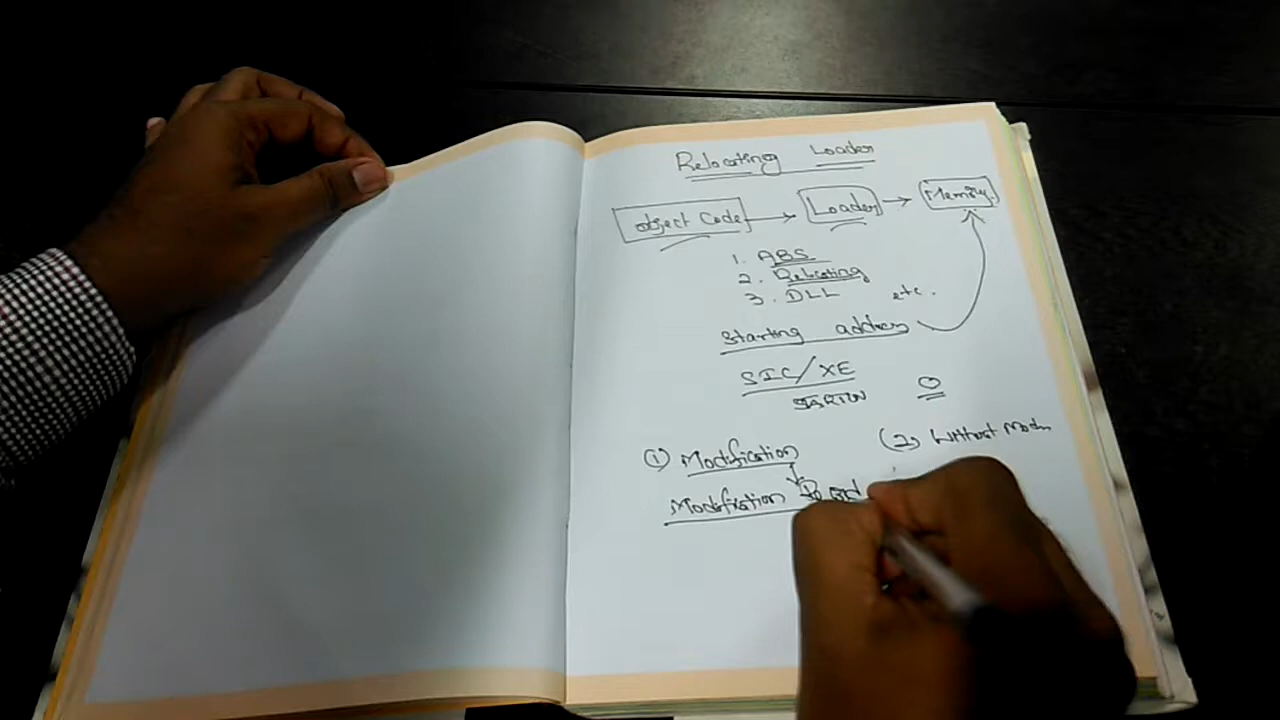 Relocating Loader
Object Code → Loader → Memory
1. ABS
2. Relocating
3. DLL etc.
Starting address
SIC/XE
0
(1) Modification (2) Without
Modification